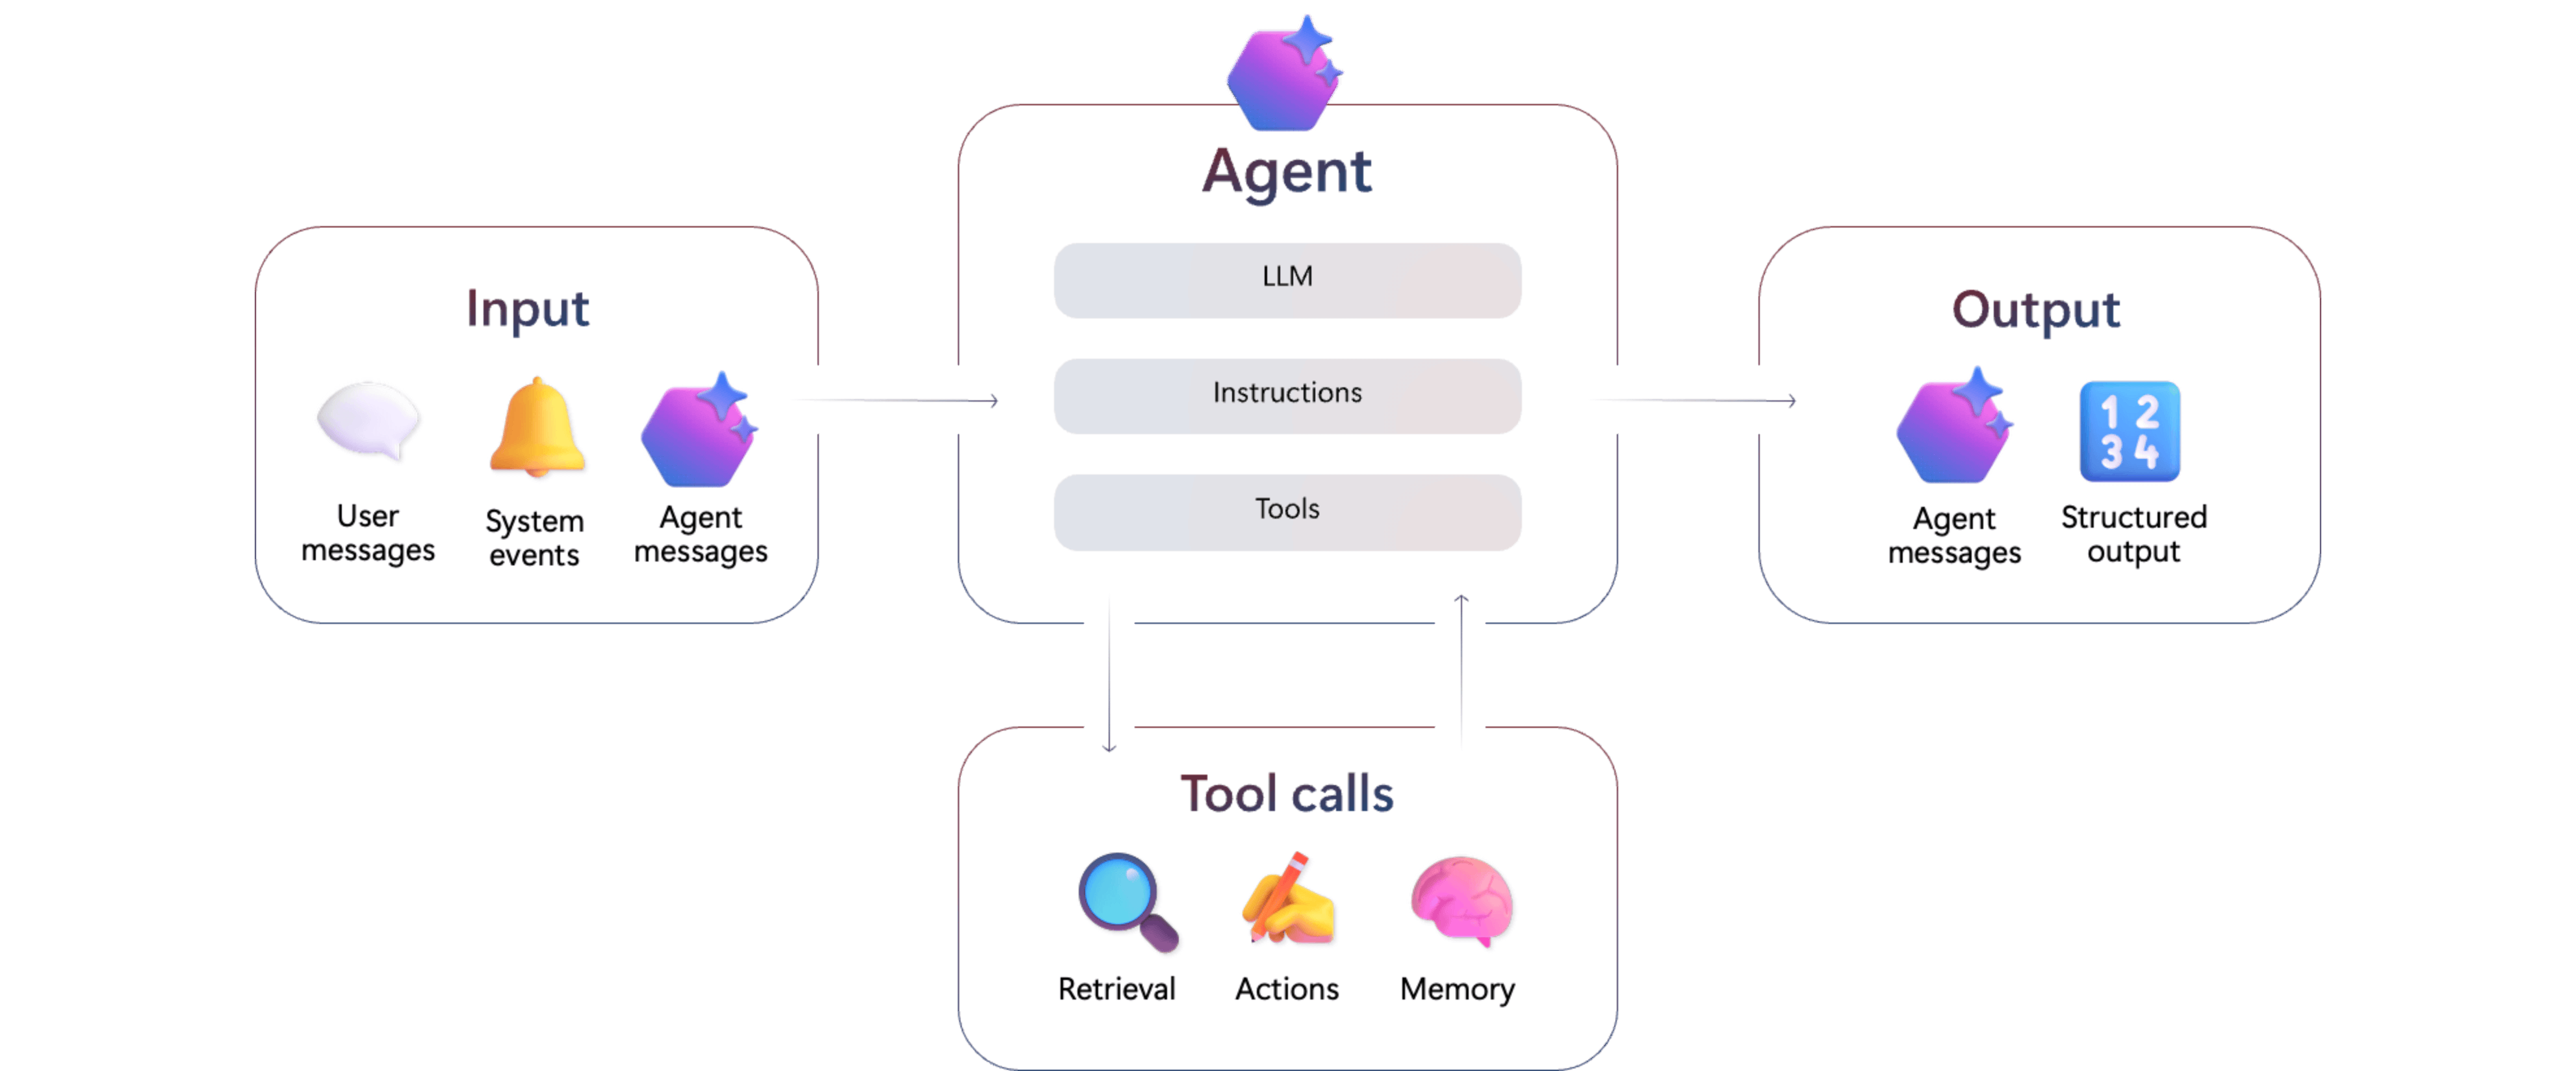 Agent
LLM
Instructions
Tools
Input
User
messages
System
events
Agent
messages
Output
Agent
messages
1 2
3 4
Structured
output
Tool calls
Retrieval
Actions
Memory